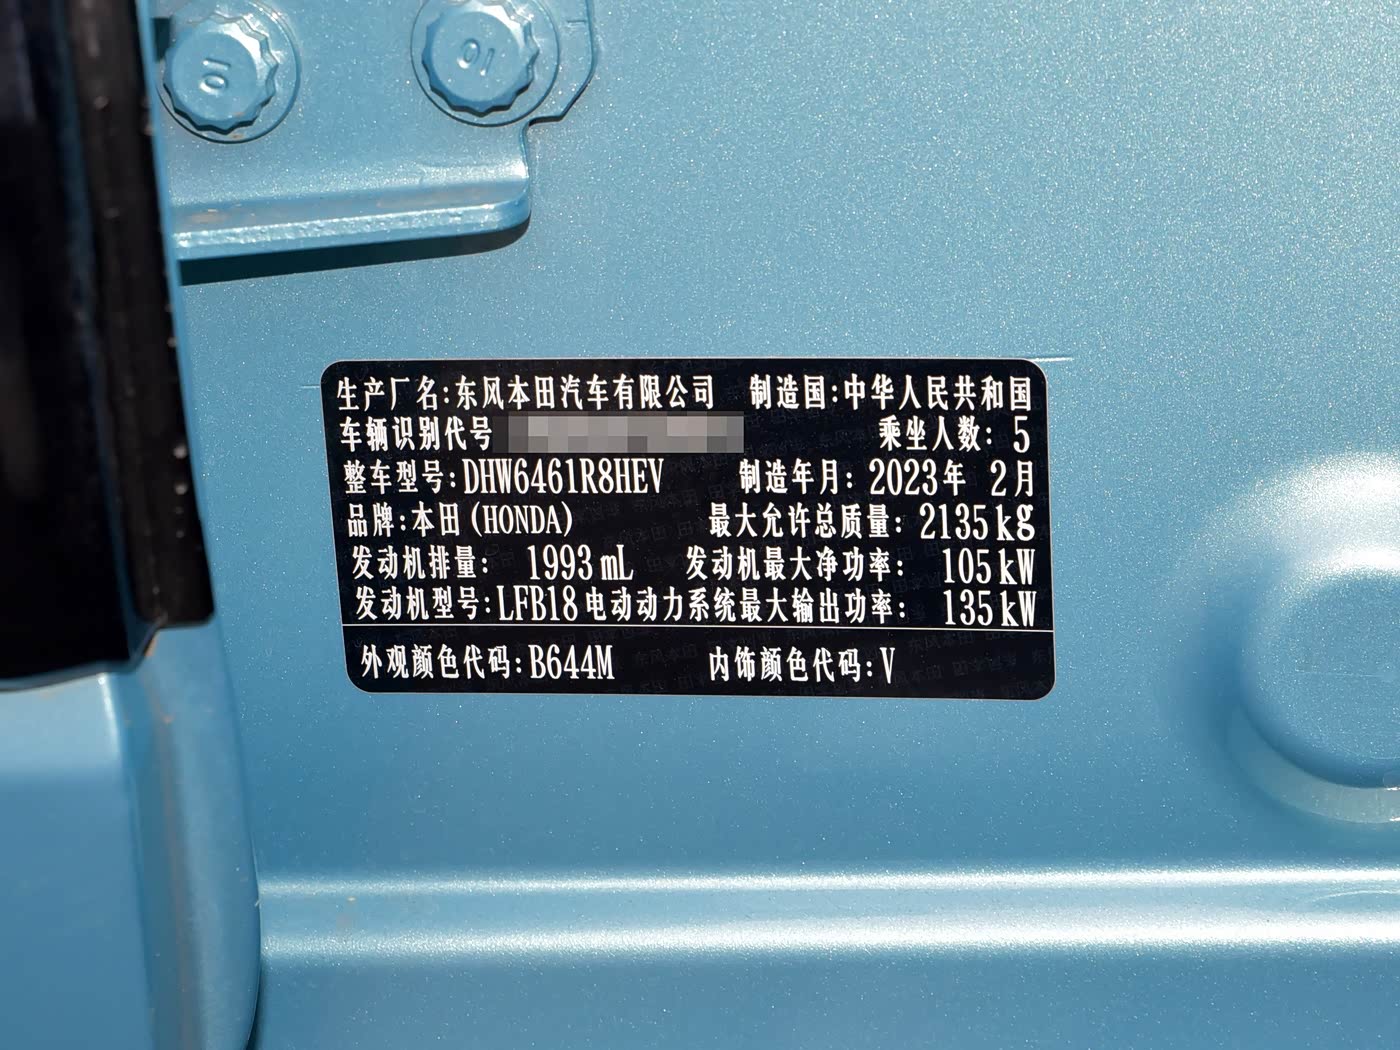 10
10
生产厂名:东风本田汽车有限公司 制造国:中华人民共和国
车辆识别代号 乘坐人数: 5
整车型号:DHW6461R8HEV 制造年月: 2023年 2月
品牌:本田(HONDA) 最大允许总质量: 2135kg
发动机排量: 1993mL 发动机最大净功率: 105kW
发动机型号:LFB18 电动动力系统最大输出功率: 135kW
外观颜色代码:B644M 内饰颜色代码:V